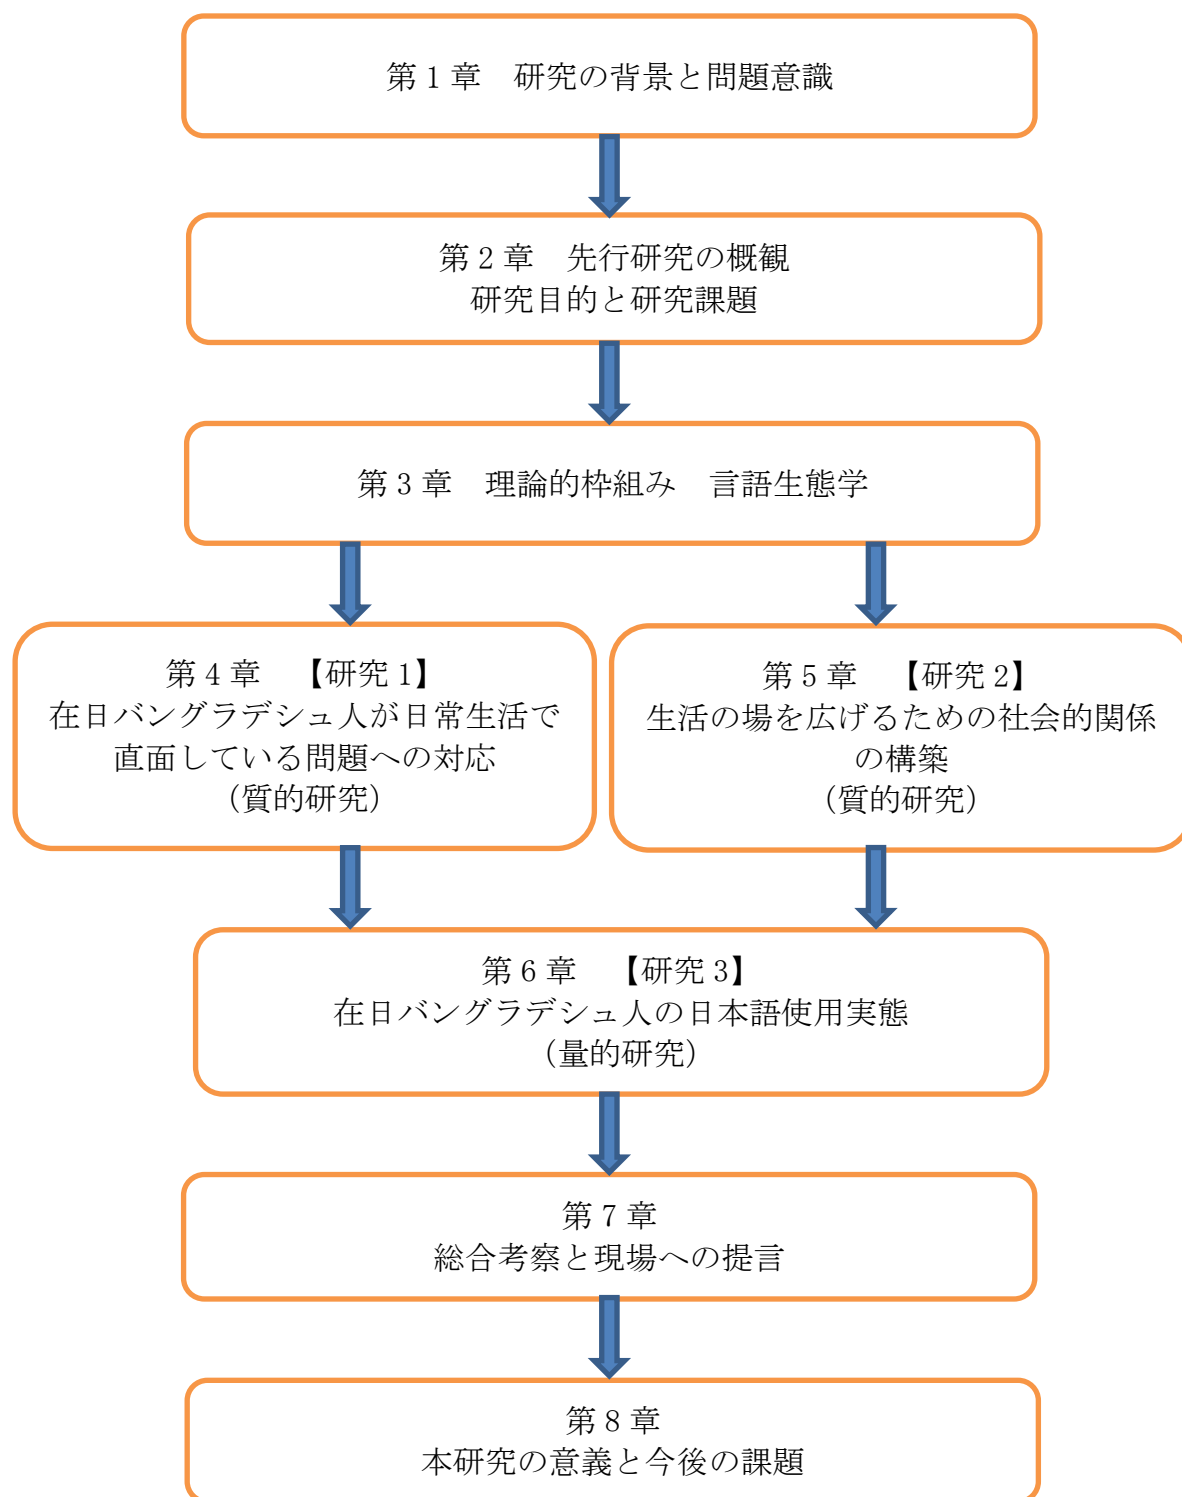 第1章　研究の背景と問題意識
第2章　先行研究の概観
研究目的と研究課題
第3章　理論的枠組み　言語生態学
第4章　【研究1】
在日バングラデシュ人が日常生活で
直面している問題への対応
（質的研究）
第5章　【研究2】
生活の場を広げるための社会的関係
の構築
（質的研究）
第6章　【研究3】
在日バングラデシュ人の日本語使用実態
（量的研究）
第7章
総合考察と現場への提言
第8章
本研究の意義と今後の課題